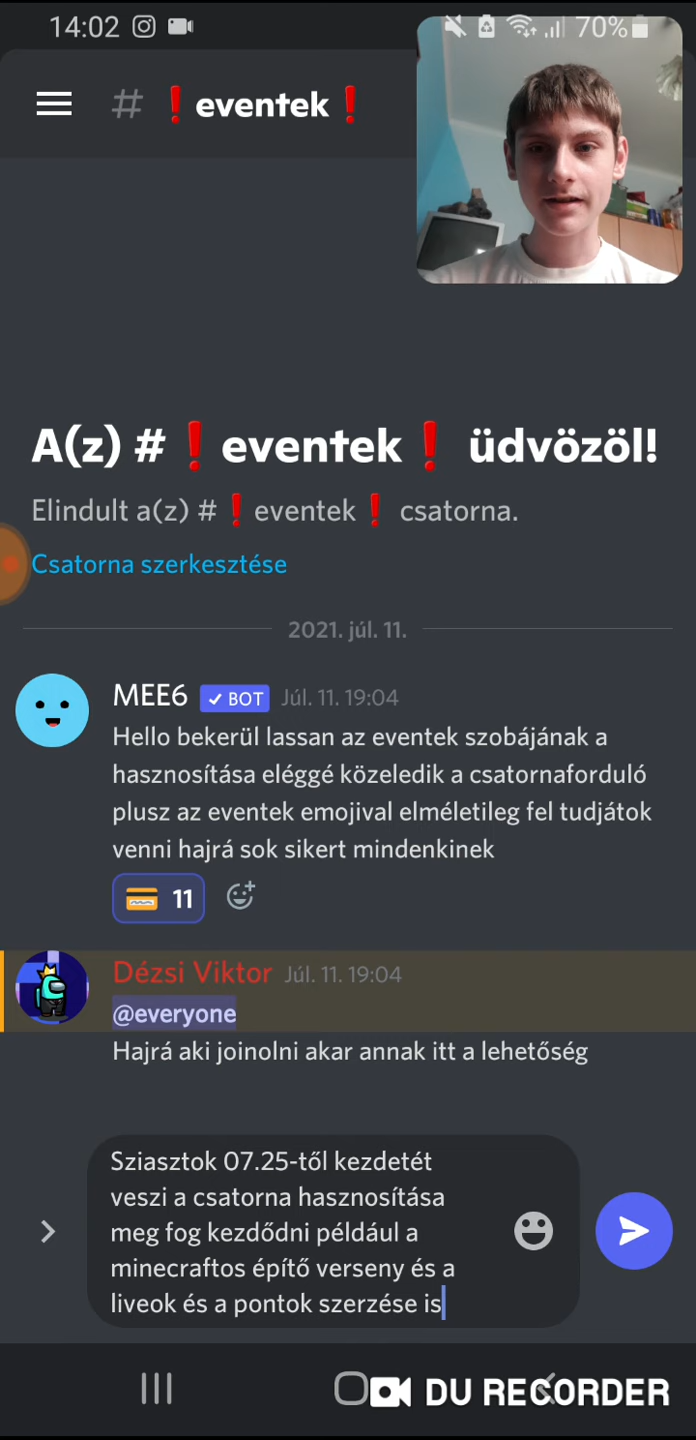 14:02
70%
# ❗eventek❗
A(z) #❗eventek❗ üdvözöl!
Elindult a(z) #❗eventek❗ csatorna.
Csatorna szerkesztése
2021. júl. 11.
MEE6 ✓ BOT Júl. 11. 19:04
Hello bekerül lassan az eventek szobájának a
hasznosítása eléggé közeledik a csatornaforduló
plusz az eventek emojival elméletileg fel tudjátok
venni hajrá sok sikert mindenkinek
11
Dézsi Viktor Júl. 11. 19:04
@everyone
Hajrá aki joinolni akar annak itt a lehetőség
Sziasztok 07.25-től kezdetét
veszi a csatorna hasznosítása
meg fog kezdődni például a
minecraftos építő verseny és a
liveok és a pontok szerzése is
DU RECORDER